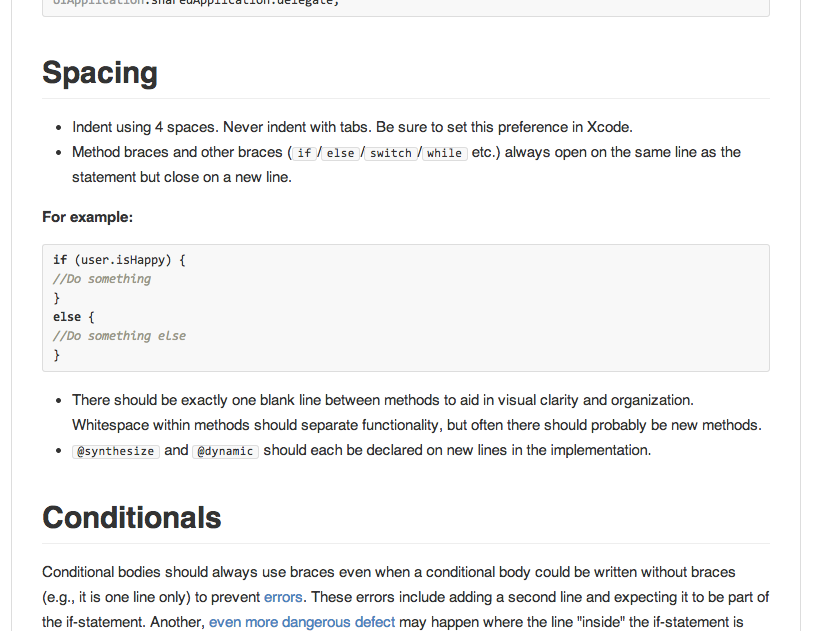 UIApplication.sharedApplication.delegate;
Spacing
• Indent using 4 spaces. Never indent with tabs. Be sure to set this preference in Xcode.
• Method braces and other braces ( if / else / switch / while etc.) always open on the same line as the
statement but close on a new line.
For example:
if (user.isHappy) {
//Do something
}
else {
//Do something else
}
• There should be exactly one blank line between methods to aid in visual clarity and organization.
Whitespace within methods should separate functionality, but often there should probably be new methods.
• @synthesize and @dynamic should each be declared on new lines in the implementation.
Conditionals
Conditional bodies should always use braces even when a conditional body could be written without braces
(e.g., it is one line only) to prevent errors. These errors include adding a second line and expecting it to be part of
the if-statement. Another, even more dangerous defect may happen where the line "inside" the if-statement is